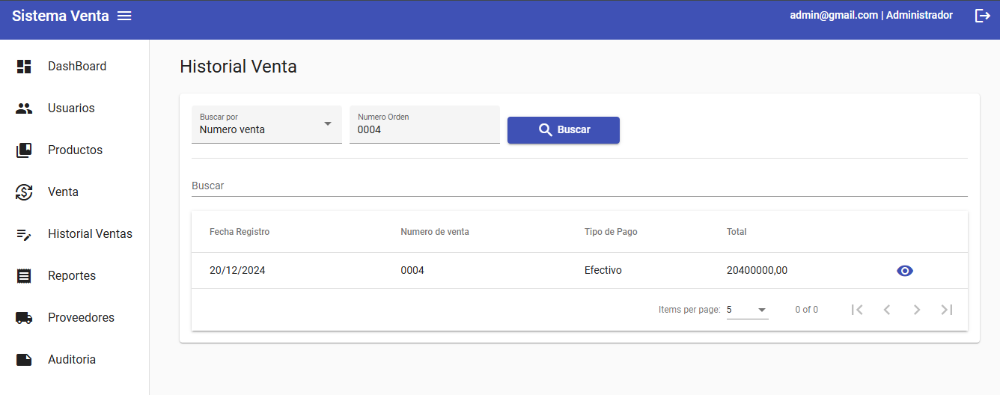 Sistema Venta
admin@gmail.com | Administrador
DashBoard
Usuarios
Productos
Venta
Historial Ventas
Reportes
Proveedores
Auditoria
Historial Venta
Buscar por
Numero venta
Numero Orden
0004
Buscar
Buscar
Fecha Registro Numero de venta Tipo de Pago Total
20/12/2024 0004 Efectivo 20400000,00
Items per page: 5 0 of 0